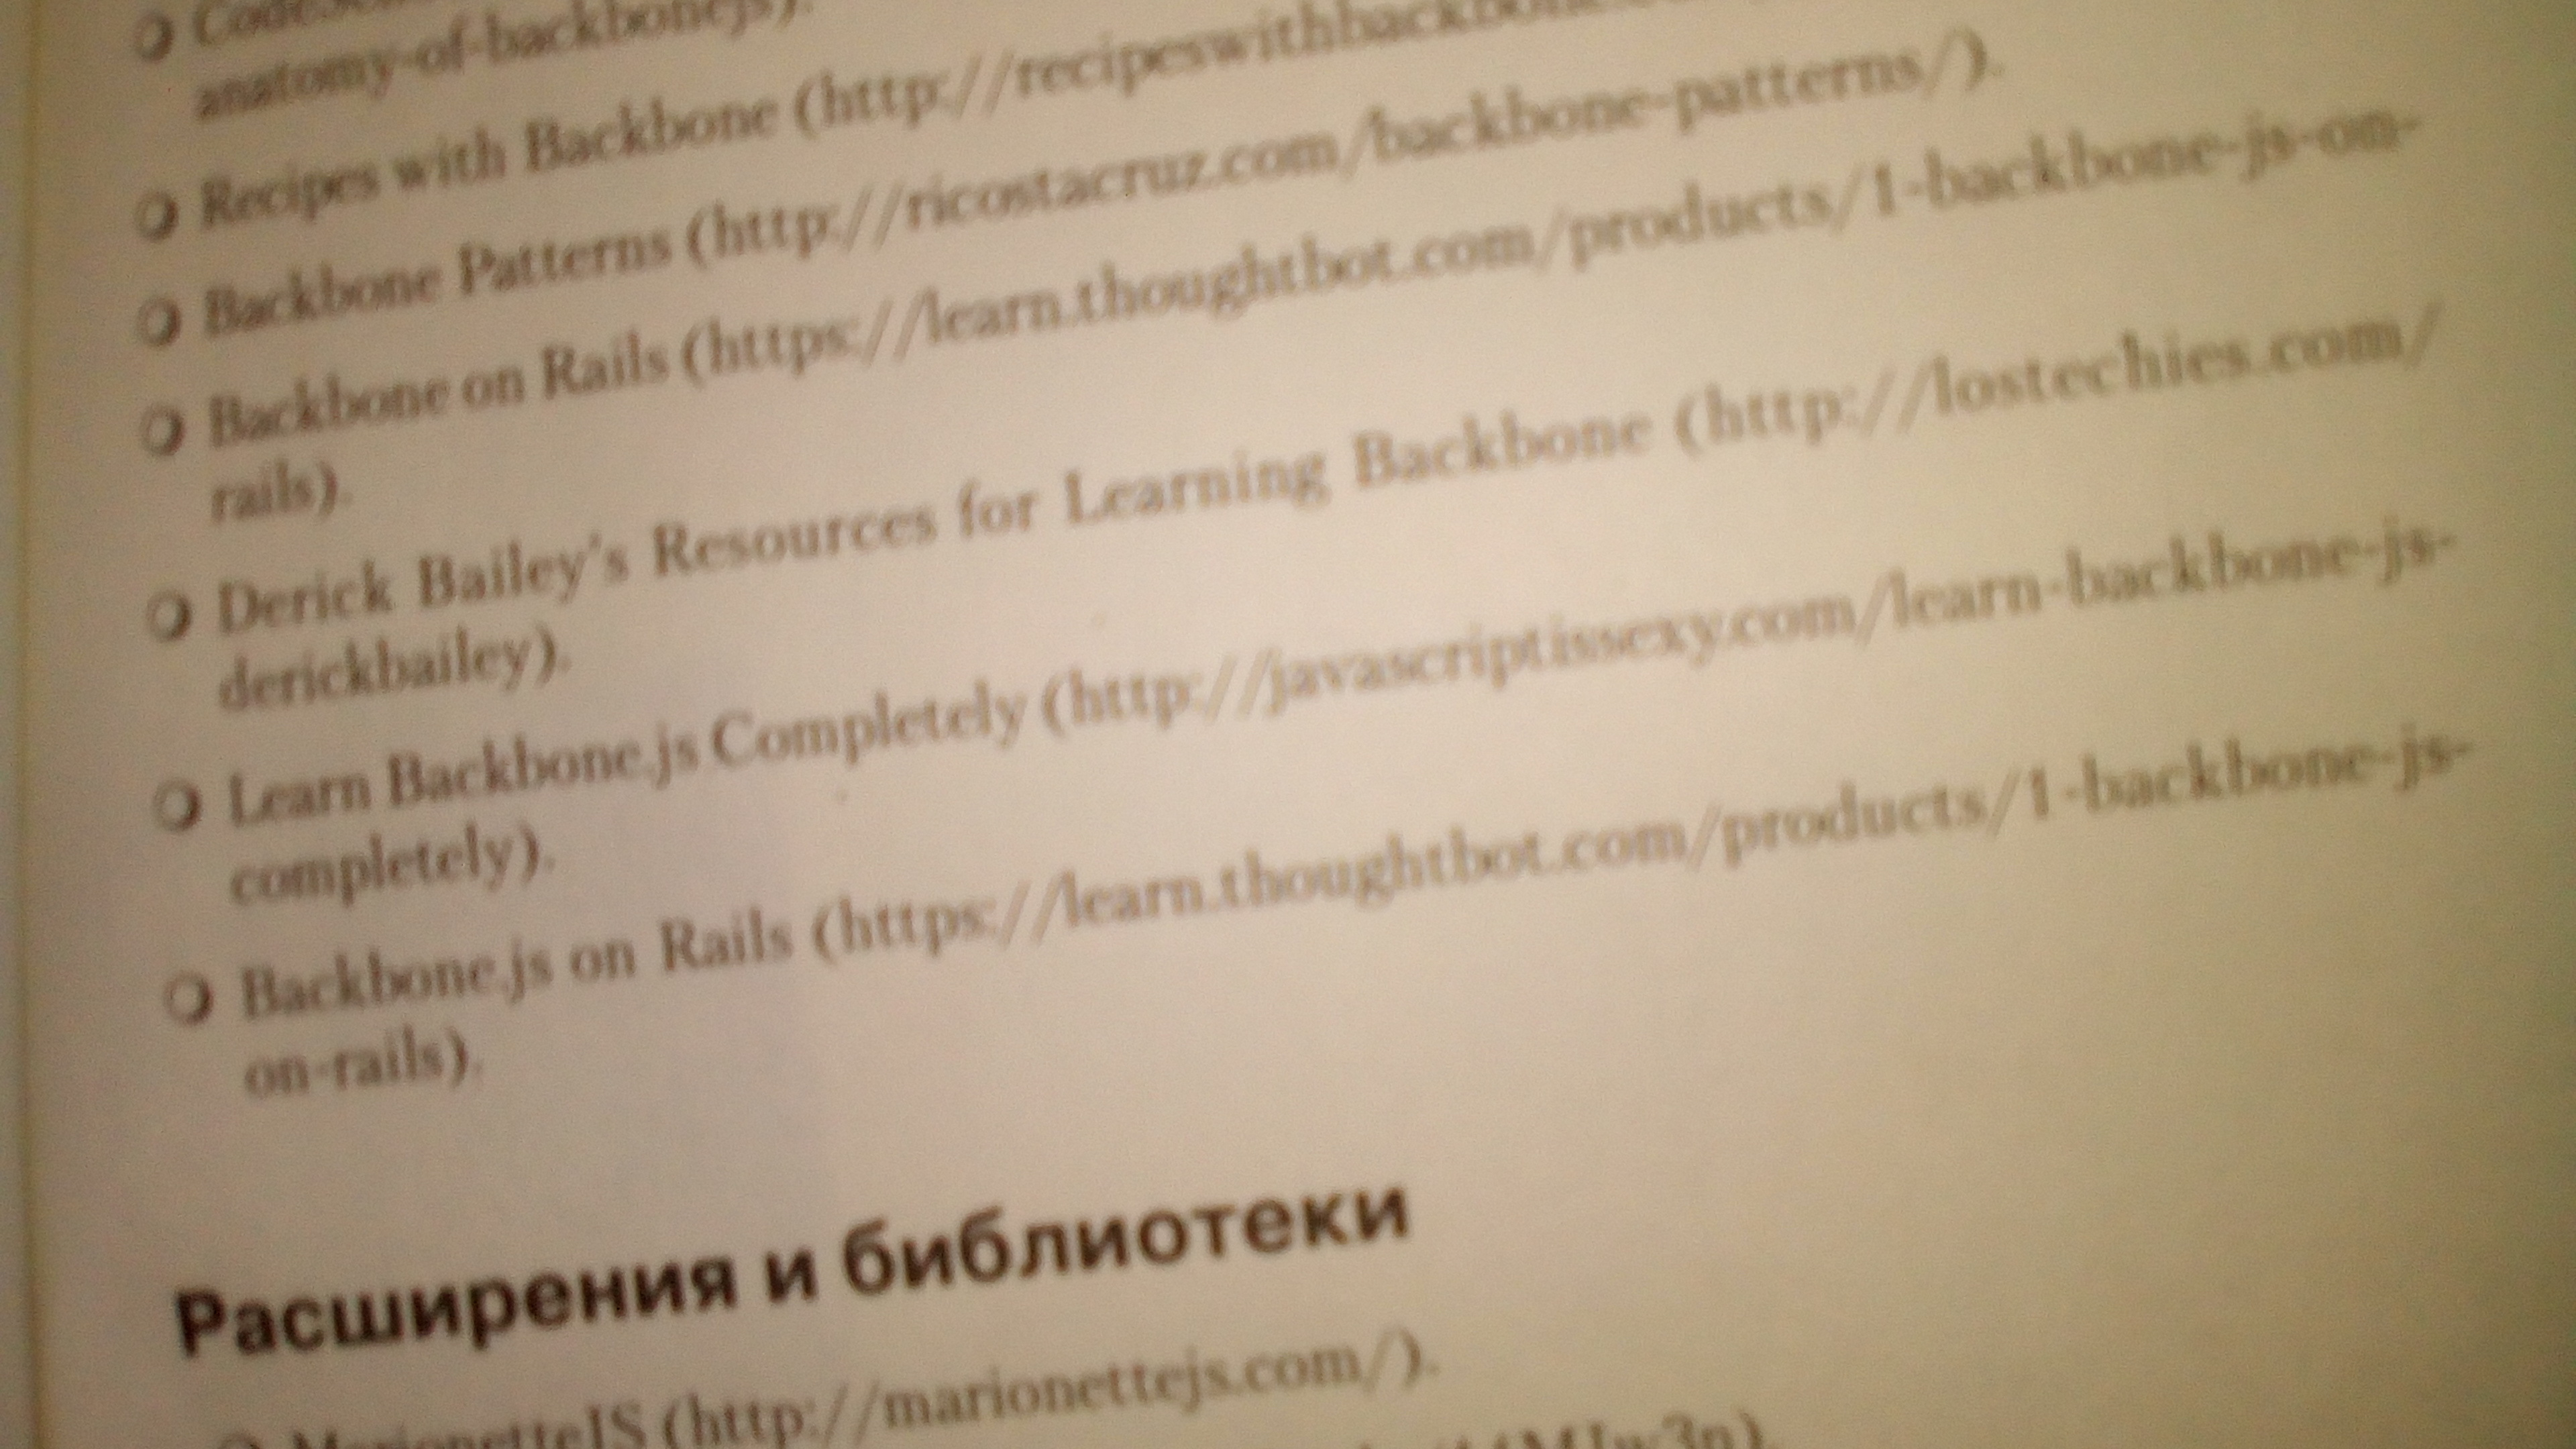 anatomy-of-backbonejs).
Recipes with Backbone (http://recipeswithbackbone.
Backbone Patterns (http://ricostacruz.com/backbone-patterns/).
Backbone on Rails (https://learn.thoughtbot.com/products/1-backbone-js-on-
rails).
Derick Bailey's Resources for Learning Backbone (http://lostechies.com/
derickbailey).
Learn Backbone.js Completely (http://javascriptissexy.com/learn-backbone-js-
completely).
Backbone.js on Rails (https://learn.thoughtbot.com/products/1-backbone-js-
on-rails).
Расширения и библиотеки
MarionetteJS (http://marionettejs.com/).